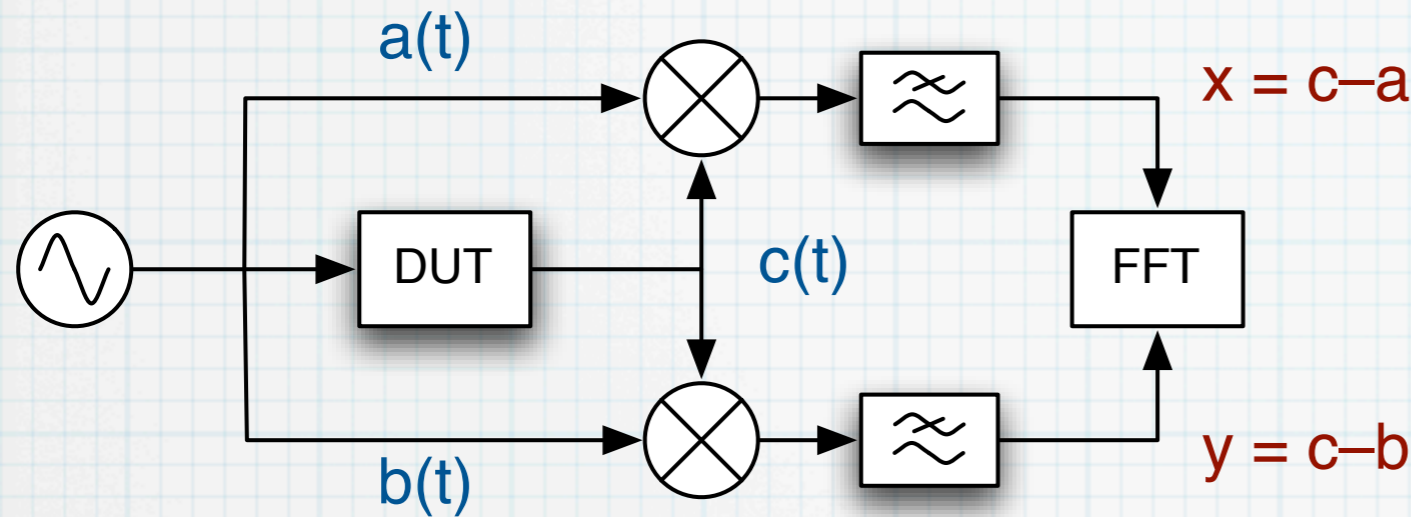 a(t)
x = c–a
DUT
c(t)
FFT
b(t)
y = c–b